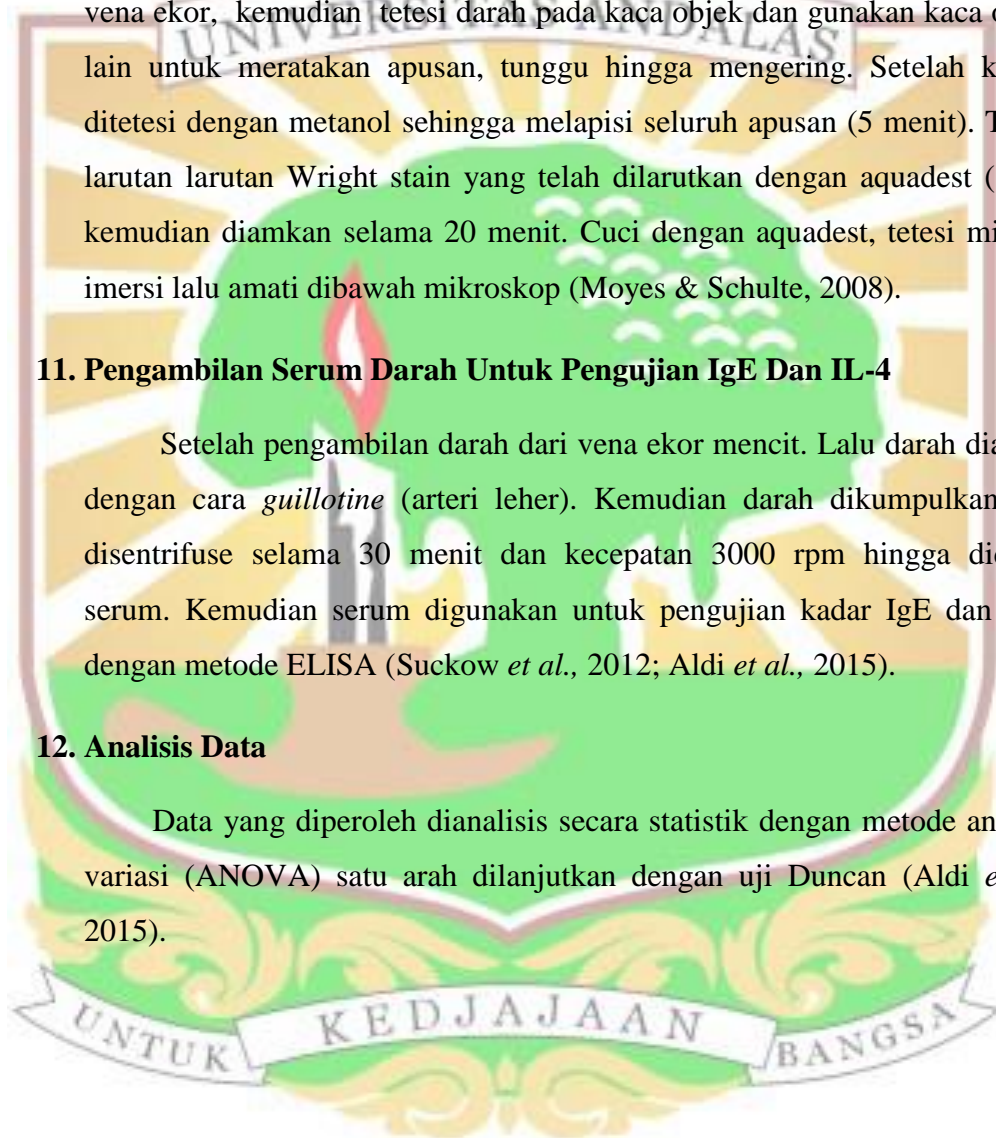 vena ekor, kemudian tetesi darah pada kaca objek dan gunakan kaca
UNIVERSITAS ANDALAS
lain untuk meratakan apusan, tunggu hingga mengering. Setelah
ditetesi dengan metanol sehingga melapisi seluruh apusan (5 menit).
larutan larutan Wright stain yang telah dilarutkan dengan aquadest (
kemudian diamkan selama 20 menit. Cuci dengan aquadest, tetesi
imersi lalu amati dibawah mikroskop (Moyes & Schulte, 2008).
11. Pengambilan Serum Darah Untuk Pengujian IgE Dan IL-4
Setelah pengambilan darah dari vena ekor mencit. Lalu darah
dengan cara guillotine (arteri leher). Kemudian darah dikumpulkan
disentrifuse selama 30 menit dan kecepatan 3000 rpm hingga
serum. Kemudian serum digunakan untuk pengujian kadar IgE dan
dengan metode ELISA (Suckow et al., 2012; Aldi et al., 2015).
12. Analisis Data
Data yang diperoleh dianalisis secara statistik dengan metode
variasi (ANOVA) satu arah dilanjutkan dengan uji Duncan (Aldi
2015).
UNTUK KEDJAJAAN BANGSA